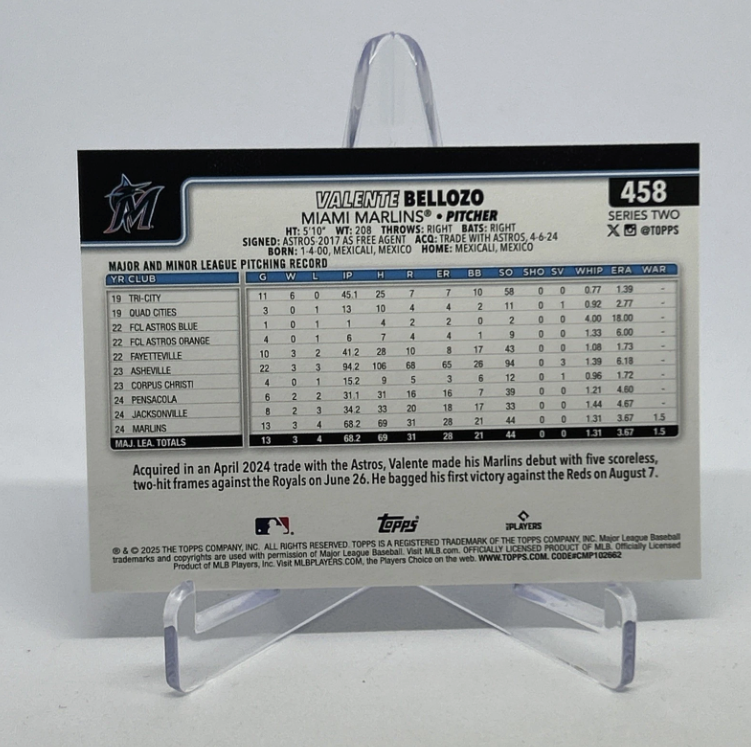 M
VALENTE BELLOZO
458
MIAMI MARLINS® • PITCHER
SERIES TWO
HT: 5'10" WT: 208 THROWS: RIGHT BATS: RIGHT
X @TOPPS
SIGNED: ASTROS 2017 AS FREE AGENT ACQ: TRADE WITH ASTROS, 4-6-24
BORN: 1-4-00, MEXICALI, MEXICO HOME: MEXICALI, MEXICO
MAJOR AND MINOR LEAGUE PITCHING RECORD
YR CLUB G W L IP H R ER BB SO SHO SV WHIP ERA WAR
19 TRI-CITY 11 6 0 45.1 25 7 7 10 58 0 0 0.77 1.39 -
19 QUAD CITIES 3 0 1 13 10 4 4 2 11 0 1 0.92 2.77 -
22 FCL ASTROS BLUE 1 0 1 1 4 2 2 0 2 0 0 4.00 18.00 -
22 FCL ASTROS ORANGE 4 0 1 6 7 4 4 1 9 0 0 1.33 6.00 -
22 FAYETTEVILLE 10 3 2 41.2 28 10 8 17 43 0 0 1.08 1.73 -
23 ASHEVILLE 22 3 3 94.2 106 68 65 26 94 0 3 1.39 6.18 -
23 CORPUS CHRISTI 4 0 1 15.2 9 5 3 6 12 0 1 0.96 1.72 -
24 PENSACOLA 6 2 2 31.1 31 16 16 7 39 0 0 1.21 4.60 -
24 JACKSONVILLE 8 2 3 34.2 33 20 18 17 33 0 0 1.44 4.67 -
24 MARLINS 13 3 4 68.2 69 31 28 21 44 0 0 1.31 3.67 1.5
MAJ. LEA. TOTALS 13 3 4 68.2 69 31 28 21 44 0 0 1.31 3.67 1.5
Acquired in an April 2024 trade with the Astros, Valente made his Marlins debut with five scoreless,
two-hit frames against the Royals on June 26. He bagged his first victory against the Reds on August 7.
Topps
PLAYERS
® & © 2025 THE TOPPS COMPANY, INC. ALL RIGHTS RESERVED. TOPPS IS A REGISTERED TRADEMARK OF THE TOPPS COMPANY, INC. Major League Baseball
trademarks and copyrights are used with permission of Major League Baseball. Visit MLB.com. OFFICIALLY LICENSED PRODUCT OF MLB. Officially Licensed
Product of MLB Players, Inc. Visit MLBPLAYERS.COM, the Players Choice on the web. WWW.TOPPS.COM. CODE#CMP102662